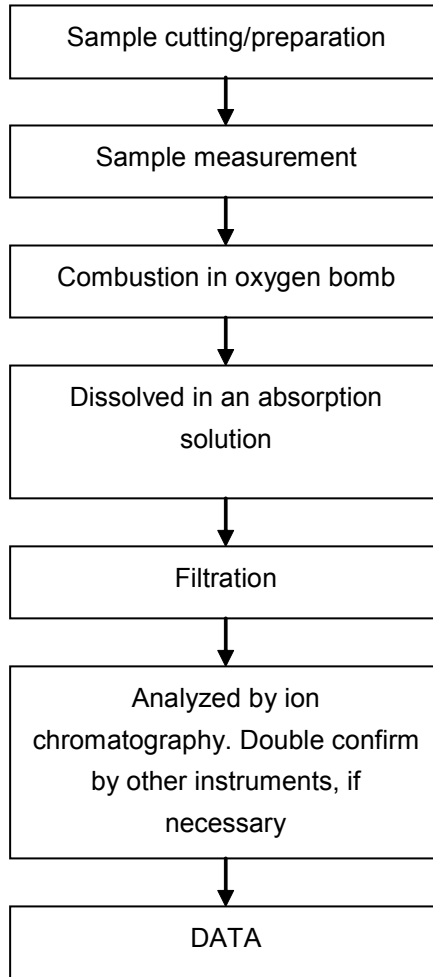 Sample cutting/preparation
Sample measurement
Combustion in oxygen bomb
Dissolved in an absorption
solution
Filtration
Analyzed by ion
chromatography. Double confirm
by other instruments, if
necessary
DATA